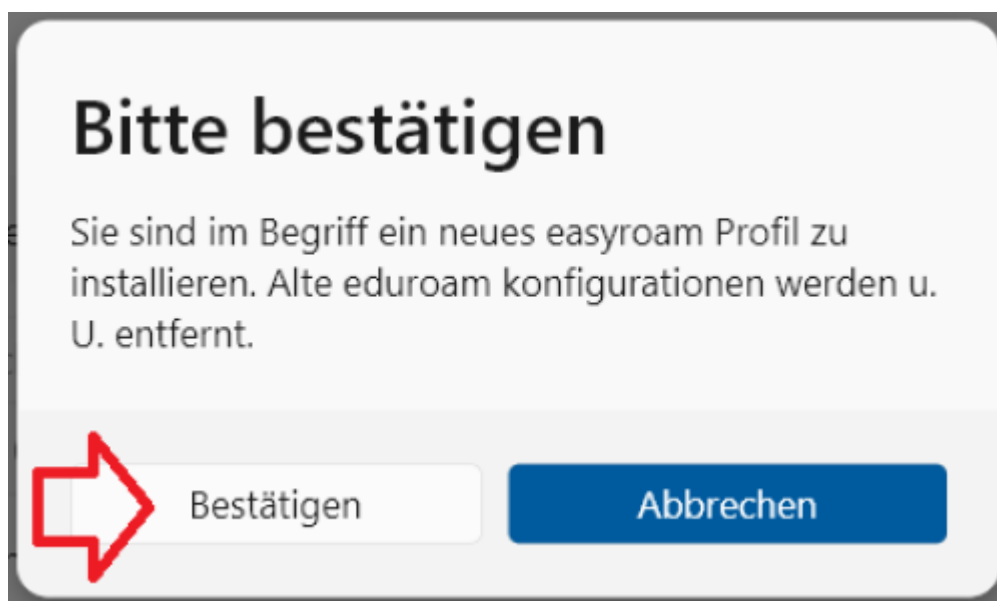 Bitte bestätigen
Sie sind im Begriff ein neues easyroam Profil zu
installieren. Alte eduroam konfigurationen werden u.
U. entfernt.
Bestätigen
Abbrechen